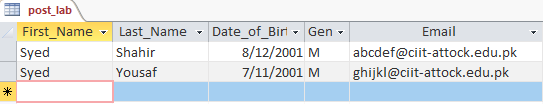 post_lab
First_Name Last_Name Date_of_Birt Gen Email
Syed Shahir 8/12/2001 M abcdef@ciit-attock.edu.pk
Syed Yousaf 7/11/2001 M ghijkl@ciit-attock.edu.pk